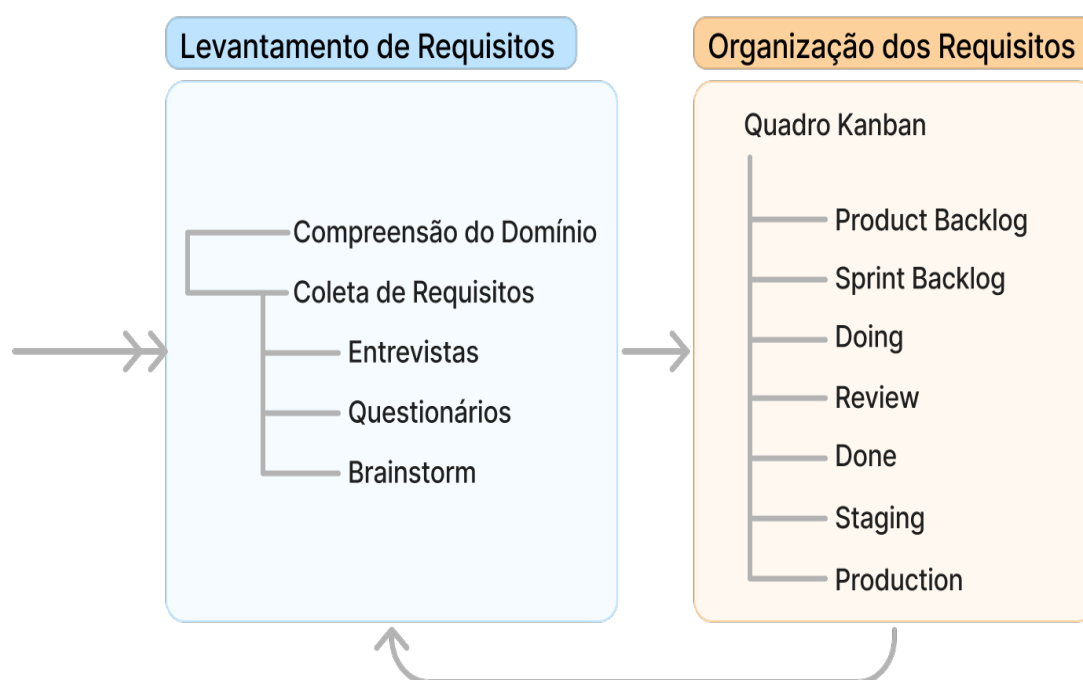 Levantamento de Requisitos
Compreensão do Domínio
Coleta de Requisitos
Entrevistas
Questionários
Brainstorm
Organização dos Requisitos
Quadro Kanban
Product Backlog
Sprint Backlog
Doing
Review
Done
Staging
Production